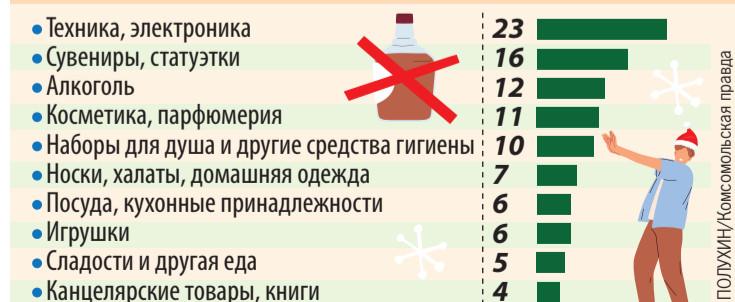 Техника, электроника 23
Сувениры, статуэтки 16
Алкоголь 12
Косметика, парфюмерия 11
Наборы для душа и другие средства гигиены 10
Носки, халаты, домашняя одежда 7
Посуда, кухонные принадлежности 6
Игрушки 6
Сладости и другая еда 5
Канцелярские товары, книги 4
ПОЛУХИН/Комсомольская правда